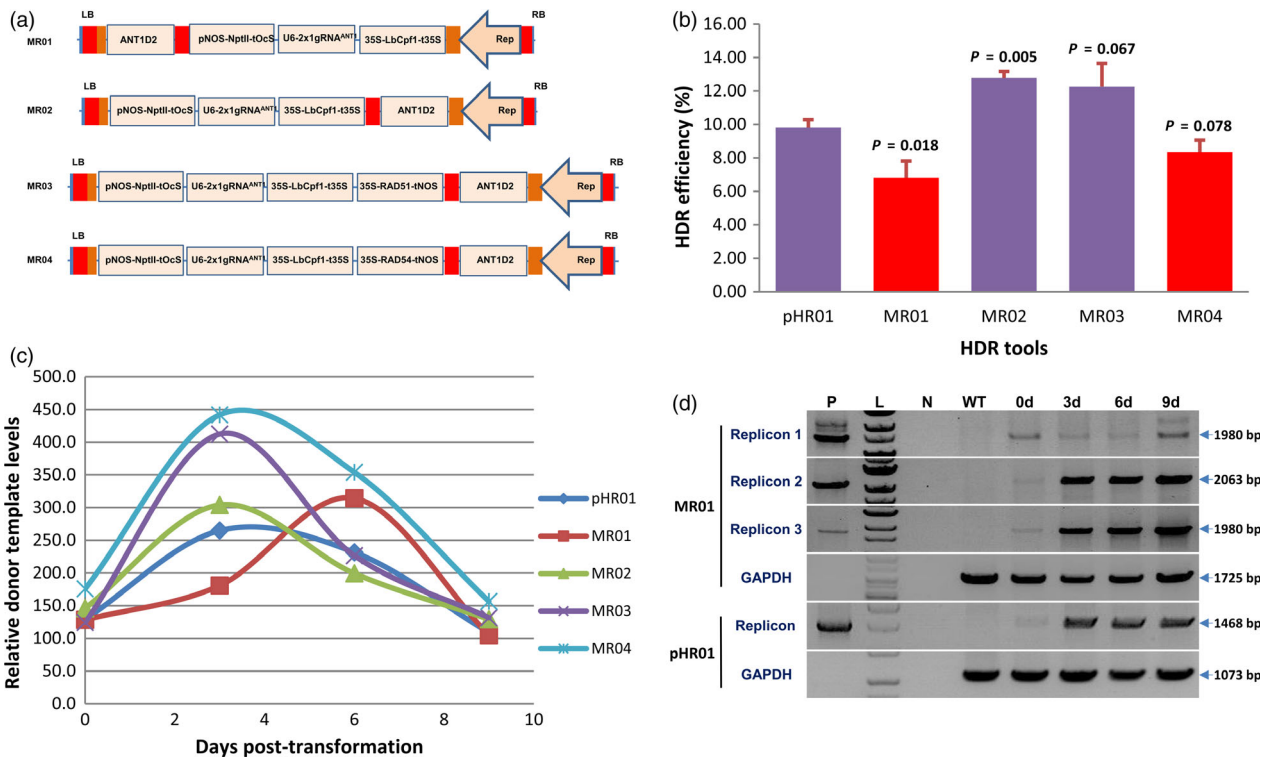 (a)
LB
RB
MR01
ANT1D2
pNOS-NptII-tOcS
U6-2x1gRNA^ANT1
35S-LbCpf1-t35S
Rep
LB
RB
MR02
pNOS-NptII-tOcS
U6-2x1gRNA^ANT1
35S-LbCpf1-t35S
ANT1D2
Rep
LB
RB
MR03
pNOS-NptII-tOcS
U6-2x1gRNA^ANT1
35S-LbCpf1-t35S
35S-RAD51-tNOS
ANT1D2
Rep
LB
RB
MR04
pNOS-NptII-tOcS
U6-2x1gRNA^ANT1
35S-LbCpf1-t35S
35S-RAD54-tNOS
ANT1D2
Rep
(b)
HDR efficiency (%)
16.00
14.00
12.00
10.00
8.00
6.00
4.00
2.00
0.00
P = 0.018
P = 0.005
P = 0.067
P = 0.078
pHR01
MR01
MR02
MR03
MR04
HDR tools
(c)
Relative donor template levels
500.0
450.0
400.0
350.0
300.0
250.0
200.0
150.0
100.0
50.0
0.0
0
2
4
6
8
10
Days post-transformation
pHR01
MR01
MR02
MR03
MR04
(d)
P
L
N
WT
0d
3d
6d
9d
MR01
Replicon 1
1980 bp
Replicon 2
2063 bp
Replicon 3
1980 bp
GAPDH
1725 bp
pHR01
Replicon
1468 bp
GAPDH
1073 bp